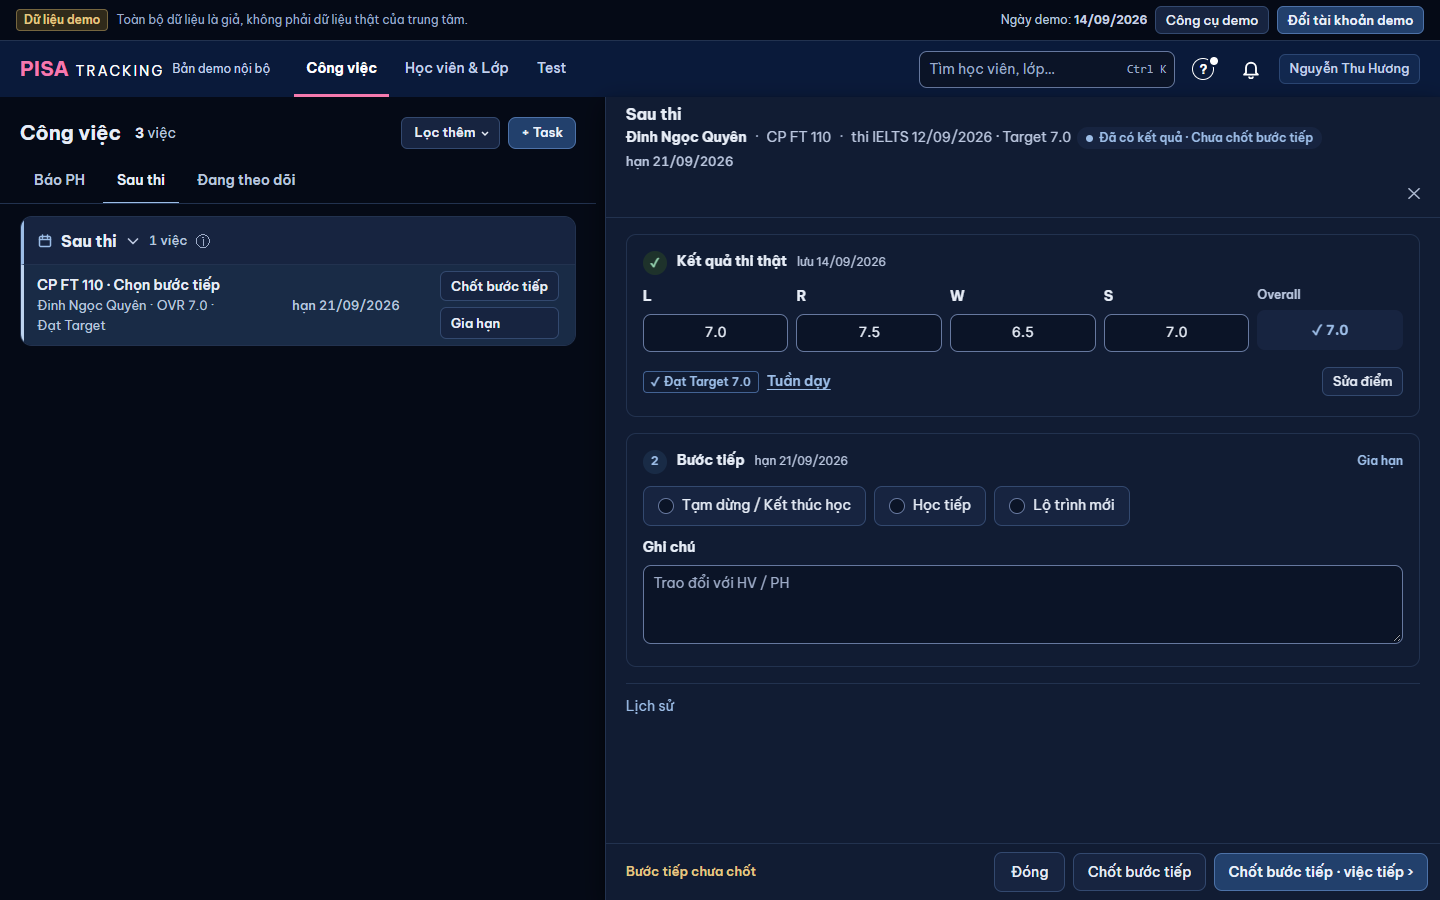 Dữ liệu demo Toàn bộ dữ liệu là giả, không phải dữ liệu thật của trung tâm. Ngày demo: 14/09/2026 Công cụ demo Đổi tài khoản demo
PISA TRACKING Bản demo nội bộ Công việc Học viên & Lớp Test Tìm học viên, lớp... Ctrl K ? Nguyễn Thu Hương
Công việc 3 việc Lọc thêm + Task
Báo PH Sau thi Đang theo dõi
Sau thi 1 việc
CP FT 110 · Chọn bước tiếp
Đinh Ngọc Quyên · OVR 7.0 ·
Đạt Target
hạn 21/09/2026
Chốt bước tiếp
Gia hạn
Sau thi
Đinh Ngọc Quyên · CP FT 110 · thi IELTS 12/09/2026 · Target 7.0 Đã có kết quả · Chưa chốt bước tiếp
hạn 21/09/2026
Kết quả thi thật lưu 14/09/2026
L R W S Overall
7.0 7.5 6.5 7.0 ✓ 7.0
✓ Đạt Target 7.0 Tuần dạy Sửa điểm
2 Bước tiếp hạn 21/09/2026 Gia hạn
Tạm dừng / Kết thúc học Học tiếp Lộ trình mới
Ghi chú
Trao đổi với HV / PH
Lịch sử
Bước tiếp chưa chốt Đóng Chốt bước tiếp Chốt bước tiếp · việc tiếp ›